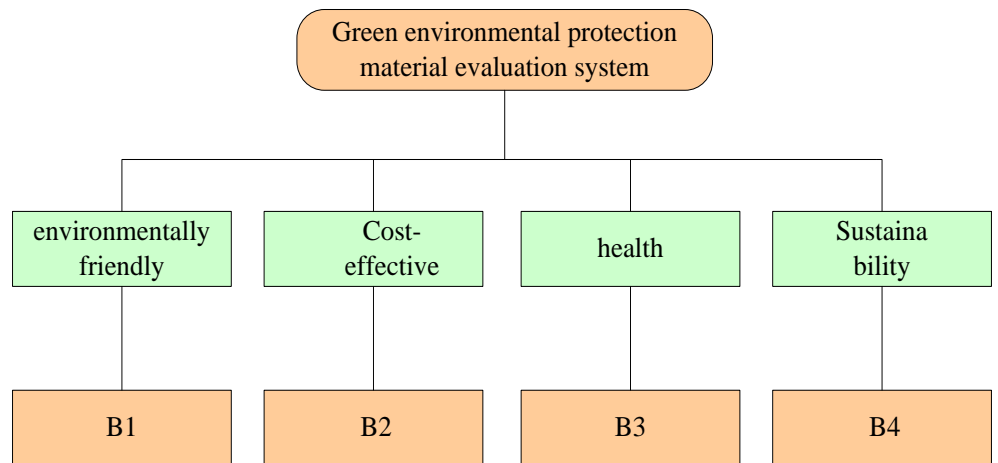 Green environmental protection
material evaluation system
environmentally
friendly
Cost-
effective
health
Sustaina
bility
B1
B2
B3
B4